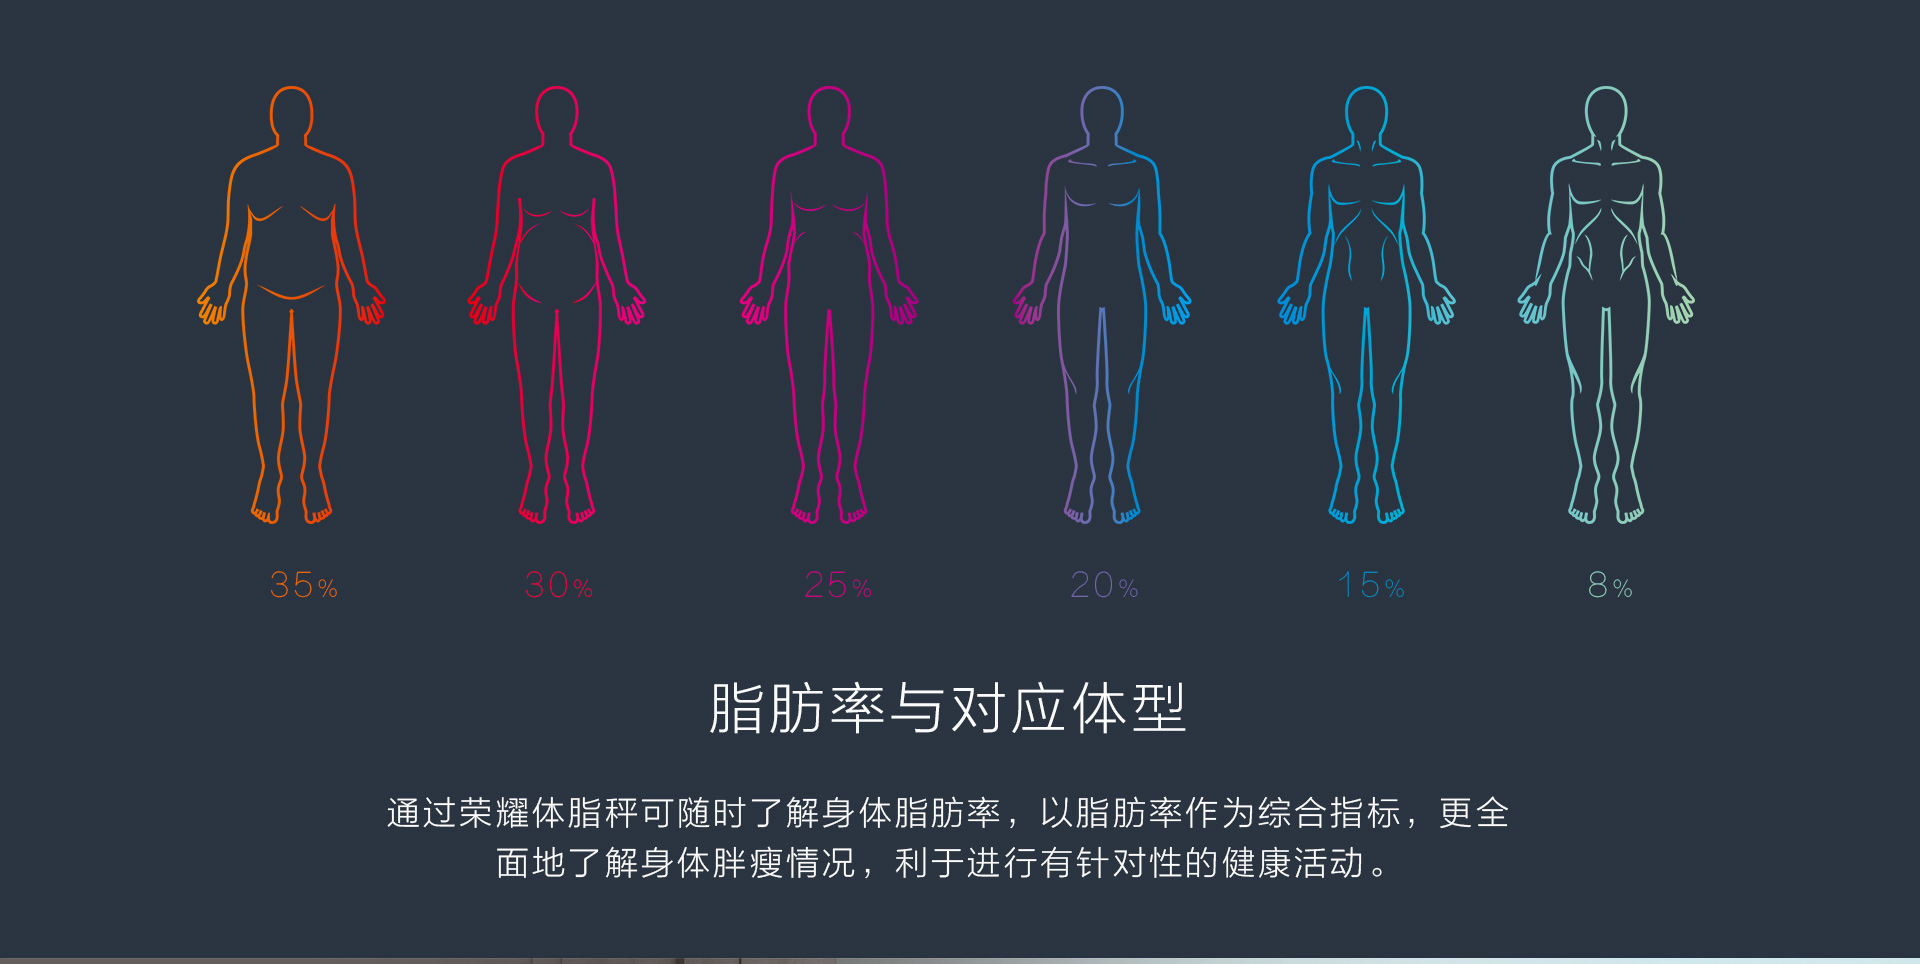 35% 30% 25% 20% 15% 8%
脂肪率与对应体型
通过荣耀体脂秤可随时了解身体脂肪率，以脂肪率作为综合指标，更全
面地了解身体胖瘦情况，利于进行有针对性的健康活动。